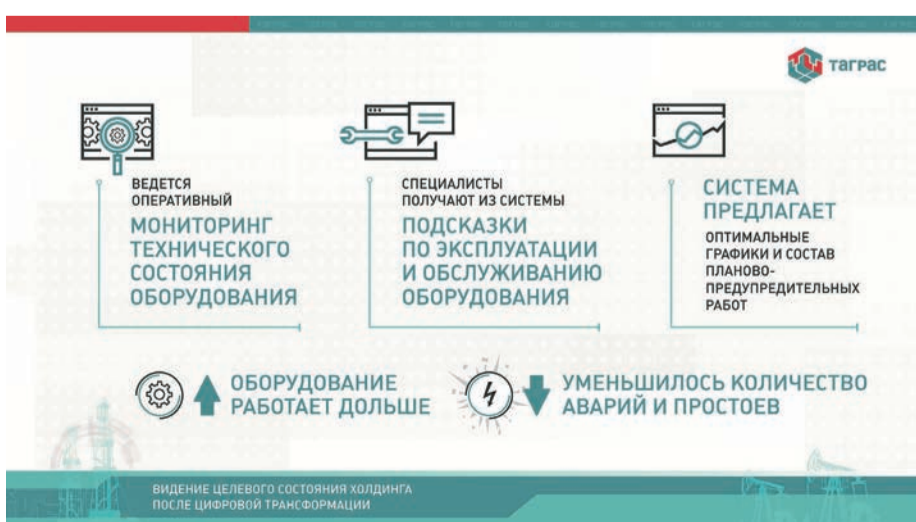 ТАГРАС
ВЕДЕТСЯ
ОПЕРАТИВНЫЙ
МОНИТОРИНГ
ТЕХНИЧЕСКОГО
СОСТОЯНИЯ
ОБОРУДОВАНИЯ
СПЕЦИАЛИСТЫ
ПОЛУЧАЮТ ИЗ СИСТЕМЫ
ПОДСКАЗКИ
ПО ЭКСПЛУАТАЦИИ
И ОБСЛУЖИВАНИЮ
ОБОРУДОВАНИЯ
СИСТЕМА
ПРЕДЛАГАЕТ
ОПТИМАЛЬНЫЕ
ГРАФИКИ И СОСТАВ
ПЛАНОВО-
ПРЕДУПРЕДИТЕЛЬНЫХ
РАБОТ
ОБОРУДОВАНИЕ
РАБОТАЕТ ДОЛЬШЕ
УМЕНЬШИЛОСЬ КОЛИЧЕСТВО
АВАРИЙ И ПРОСТОЕВ
ВИДЕНИЕ ЦЕЛЕВОГО СОСТОЯНИЯ ХОЛДИНГА
ПОСЛЕ ЦИФРОВОЙ ТРАНСФОРМАЦИИ